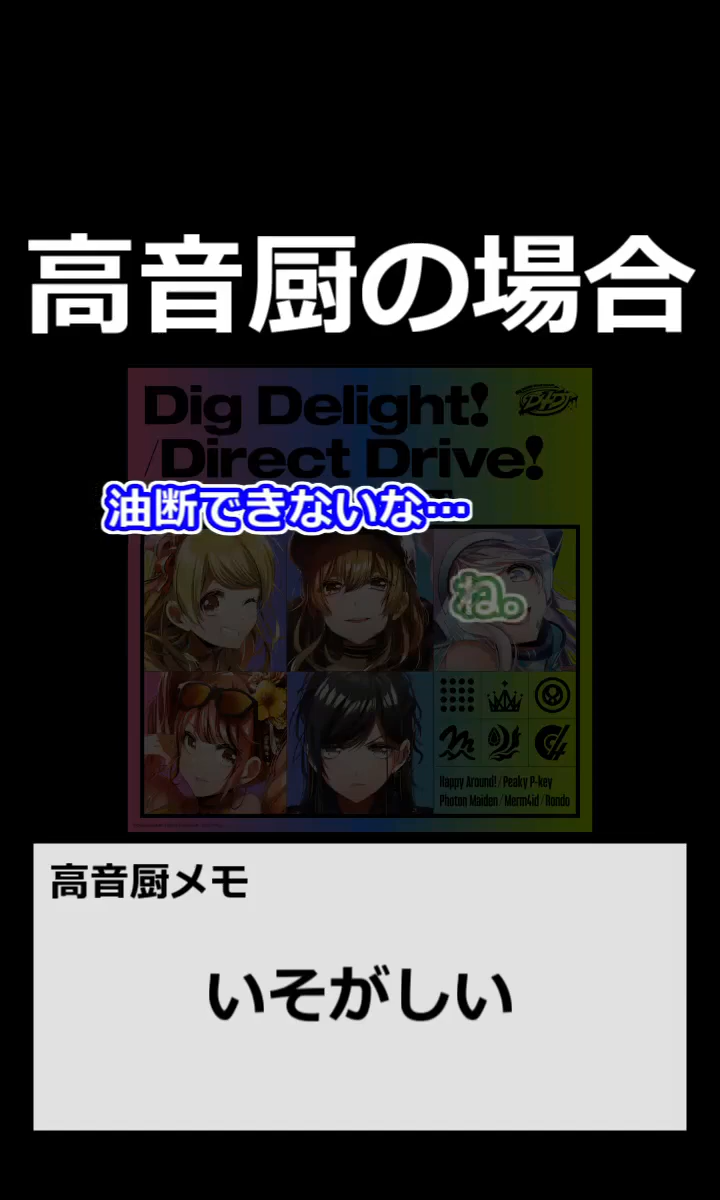 高音厨の場合
Dig Delight!
D4DJ
/Direct Drive!
油断できないな…
ね。
Happy Around! / Peaky P-key
Photon Maiden / Merm4id / Rondo
高音厨メモ
いそがしい